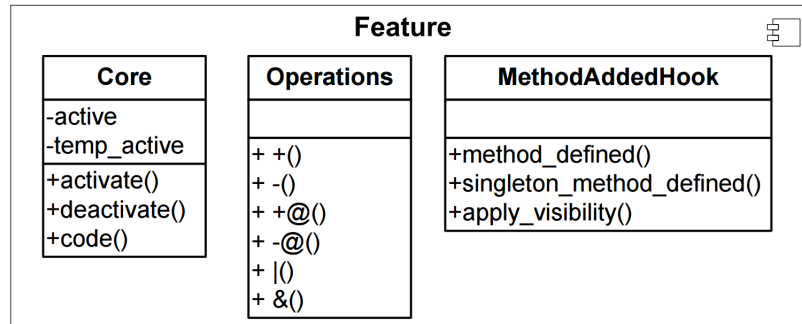 Feature
Core
-active
-temp_active
+activate()
+deactivate()
+code()
Operations
+ +()
+ -()
+ +@()
+ -@()
+ |()
+ &()
MethodAddedHook
+method_defined()
+singleton_method_defined()
+apply_visibility()